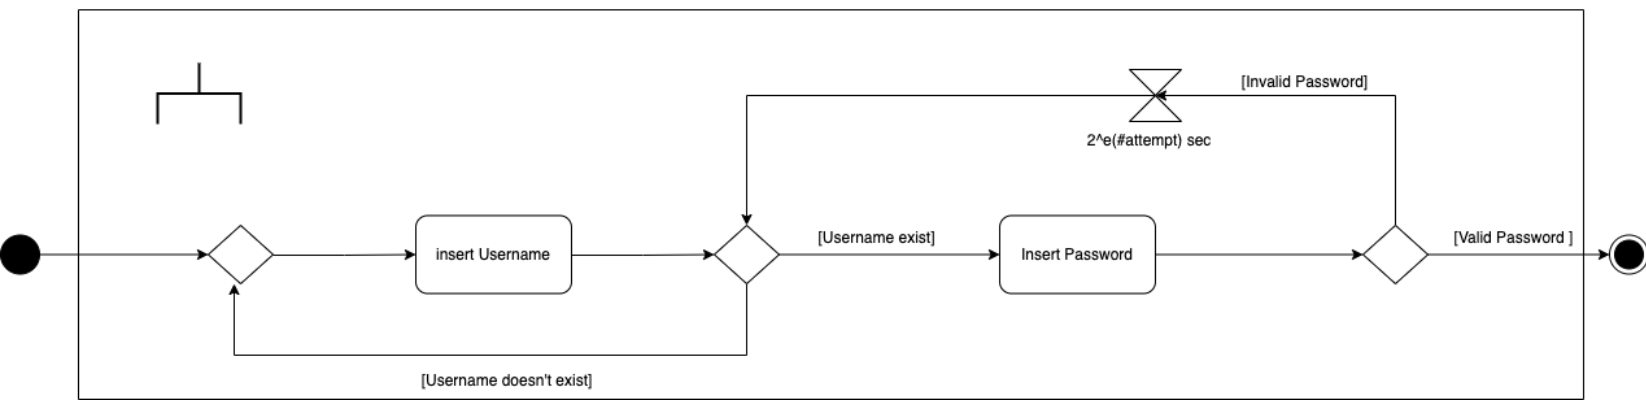 [Invalid Password]
2^e(#attempt) sec
[Username exist]
[Valid Password ]
insert Username
Insert Password
[Username doesn't exist]